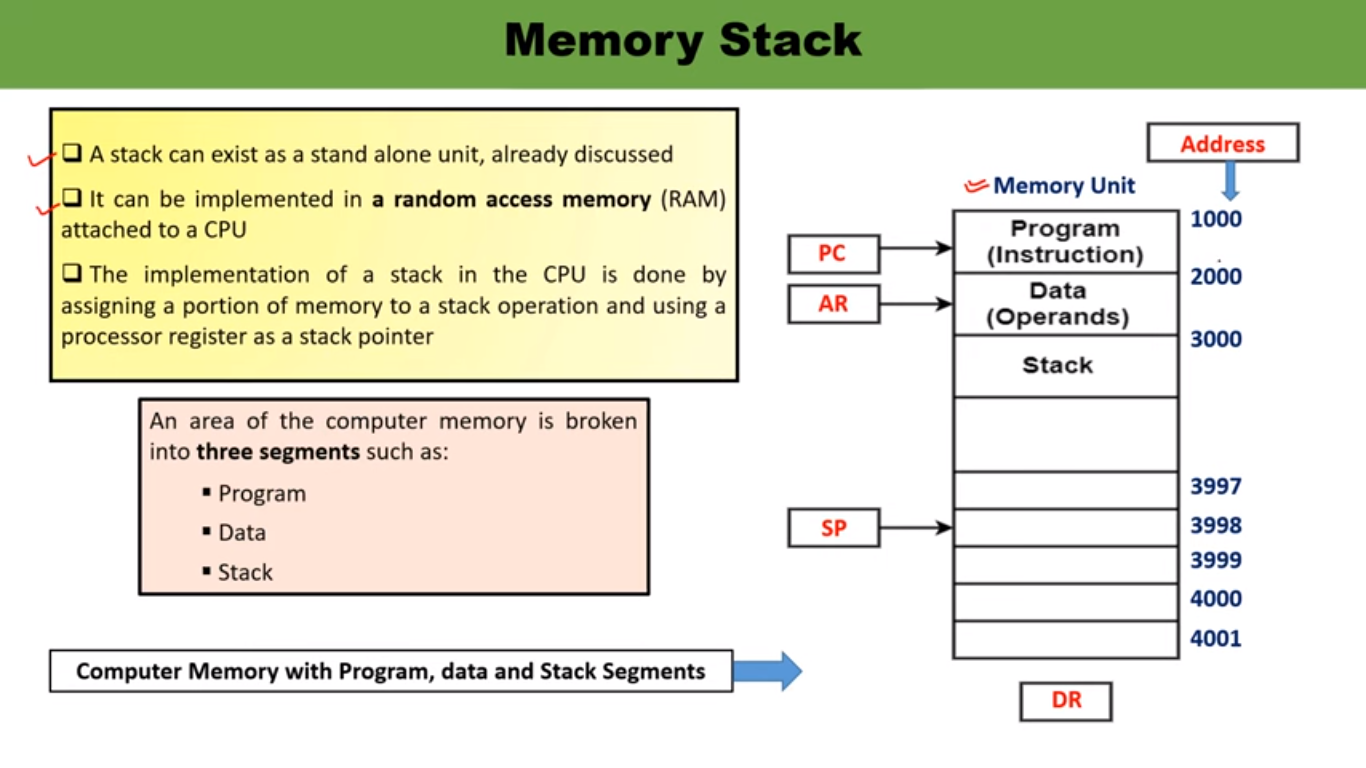 Memory Stack
❑ A stack can exist as a stand alone unit, already discussed
❑ It can be implemented in a random access memory (RAM)
attached to a CPU
❑ The implementation of a stack in the CPU is done by
assigning a portion of memory to a stack operation and using a
processor register as a stack pointer
An area of the computer memory is broken
into three segments such as:
▪ Program
▪ Data
▪ Stack
Computer Memory with Program, data and Stack Segments
Address
Memory Unit
1000
Program
(Instruction)
PC
2000
Data
(Operands)
AR
3000
Stack
3997
SP
3998
3999
4000
4001
DR